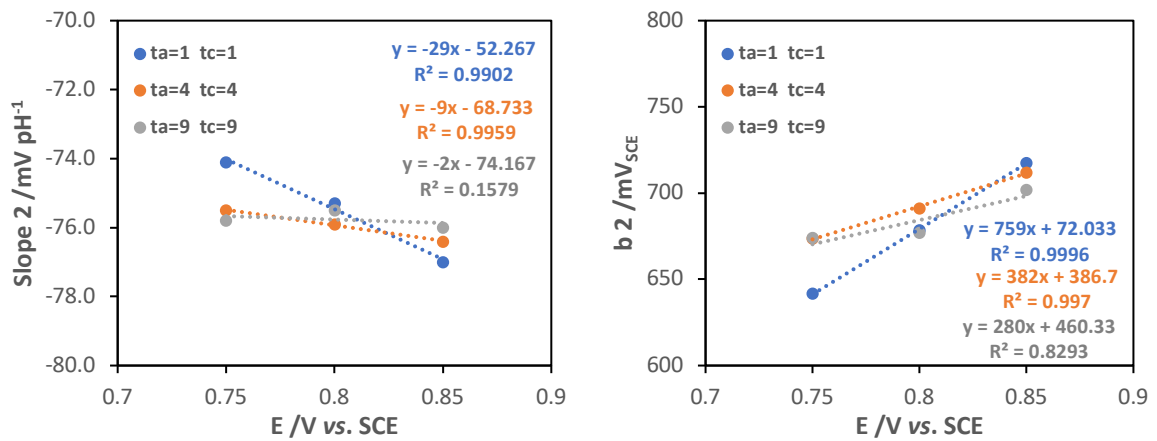 -70.0
-72.0
-74.0
-76.0
-78.0
-80.0
Slope 2 /mV pH⁻¹
ta=1 tc=1
ta=4 tc=4
ta=9 tc=9
y = -29x - 52.267
R² = 0.9902
y = -9x - 68.733
R² = 0.9959
y = -2x - 74.167
R² = 0.1579
0.7 0.75 0.8 0.85 0.9
E /V vs. SCE
800
750
700
650
600
b 2 /mV_SCE
ta=1 tc=1
ta=4 tc=4
ta=9 tc=9
y = 759x + 72.033
R² = 0.9996
y = 382x + 386.7
R² = 0.997
y = 280x + 460.33
R² = 0.8293
0.7 0.75 0.8 0.85 0.9
E /V vs. SCE